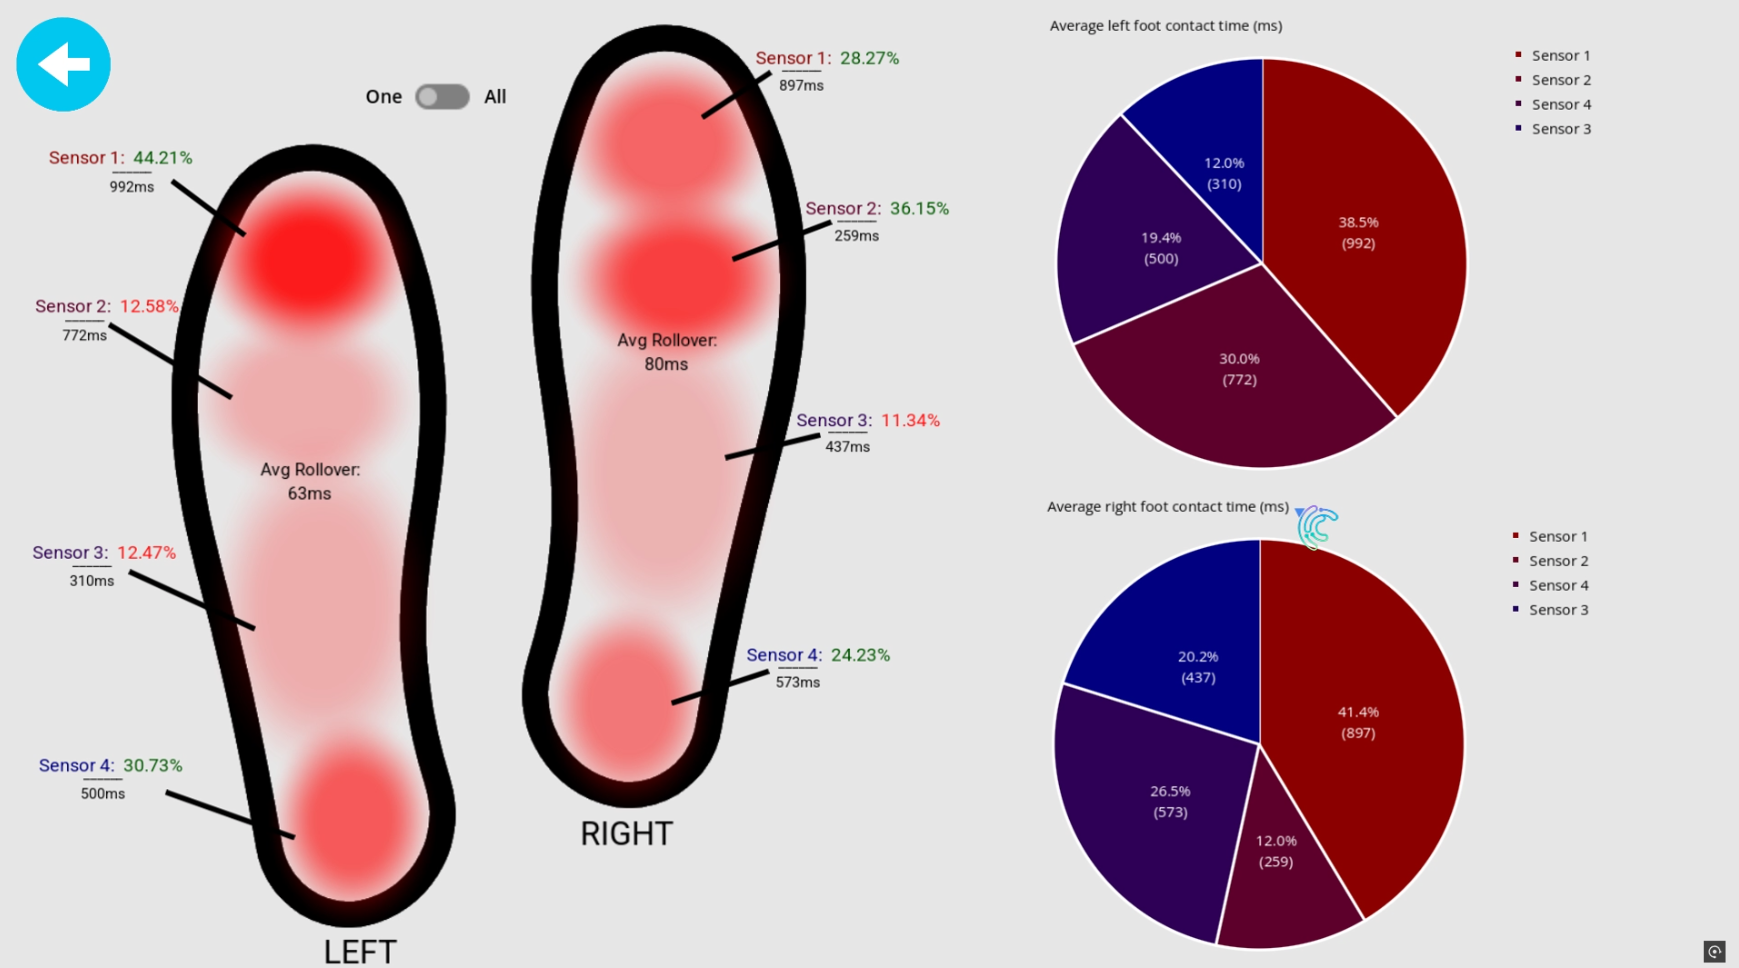 One All
Sensor 1: 44.21%
992ms
Sensor 2: 12.58%
772ms
Avg Rollover:
63ms
Sensor 3: 12.47%
310ms
Sensor 4: 30.73%
500ms
LEFT
Sensor 1: 28.27%
897ms
Sensor 2: 36.15%
259ms
Avg Rollover:
80ms
Sensor 3: 11.34%
437ms
Sensor 4: 24.23%
573ms
RIGHT
Average left foot contact time (ms)
Sensor 1
Sensor 2
Sensor 4
Sensor 3
12.0%
(310)
38.5%
(992)
19.4%
(500)
30.0%
(772)
Average right foot contact time (ms)
Sensor 1
Sensor 2
Sensor 4
Sensor 3
20.2%
(437)
41.4%
(897)
26.5%
(573)
12.0%
(259)